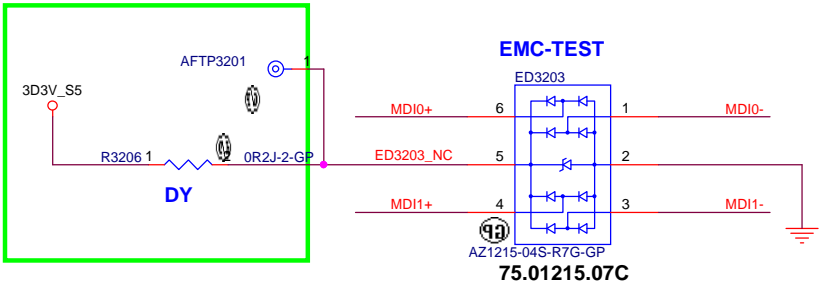 EMC-TEST
AFTP3201 1
ED3203
3D3V_S5
MDI0+ 6 1 MDI0-
R3206 1 2 0R2J-2-GP ED3203_NC 5 2
DY
MDI1+ 4 3 MDI1-
GP
AZ1215-04S-R7G-GP
75.01215.07C